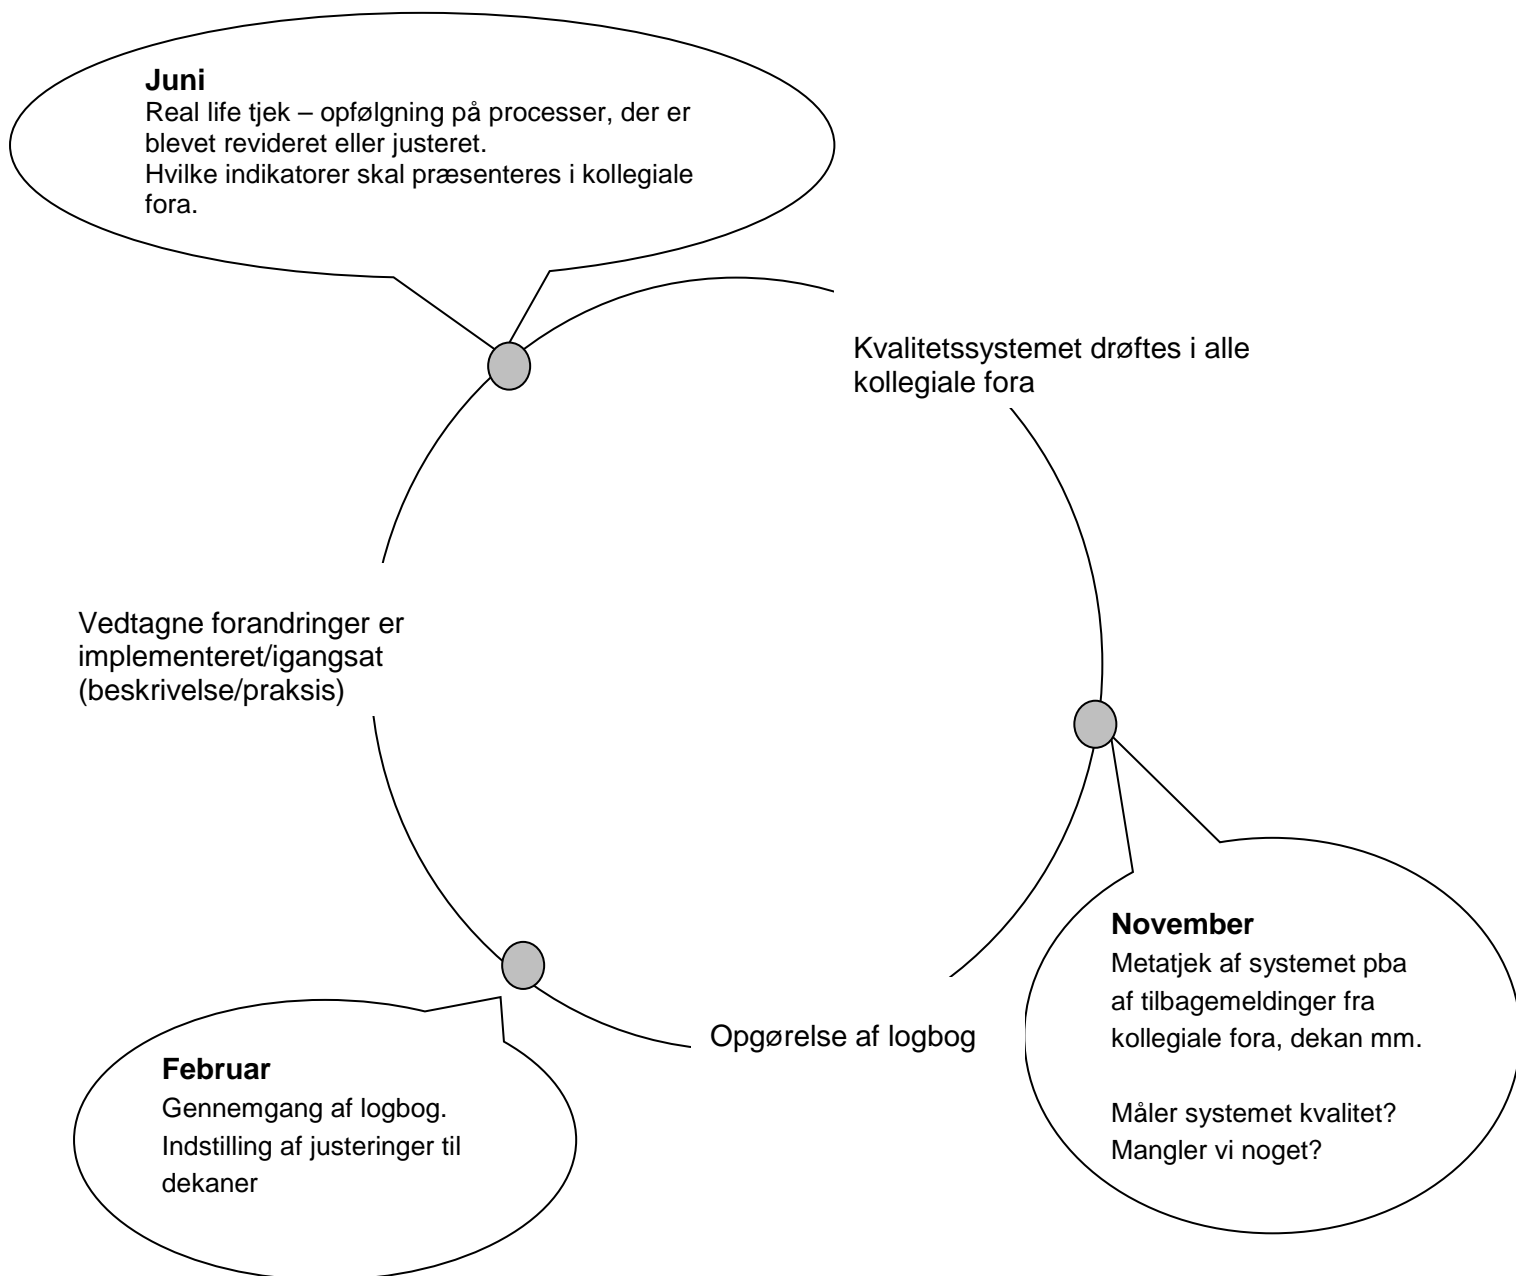 Juni
Real life tjek – opfølgning på processer, der er
blevet revideret eller justeret.
Hvilke indikatorer skal præsenteres i kollegiale
fora.
Kvalitetssystemet drøftes i alle
kollegiale fora
Vedtagne forandringer er
implementeret/igangsat
(beskrivelse/praksis)
November
Metatjek af systemet pba
af tilbagemeldinger fra
kollegiale fora, dekan mm.
Måler systemet kvalitet?
Mangler vi noget?
Opgørelse af logbog
Februar
Gennemgang af logbog.
Indstilling af justeringer til
dekaner